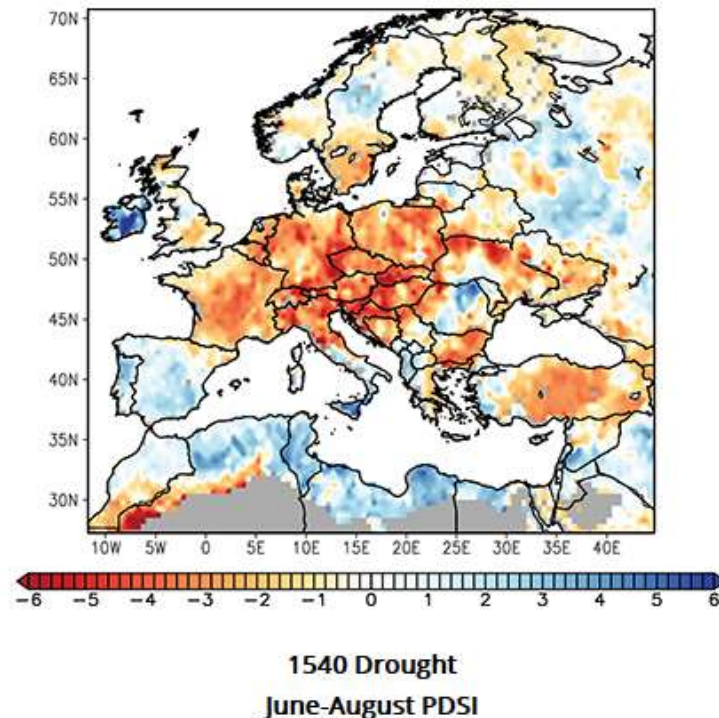 70N
65N
60N
55N
50N
45N
40N
35N
30N
10W 5W 0 5E 10E 15E 20E 25E 30E 35E 40E
−6 −5 −4 −3 −2 −1 0 1 2 3 4 5 6
1540 Drought
June-August PDSI